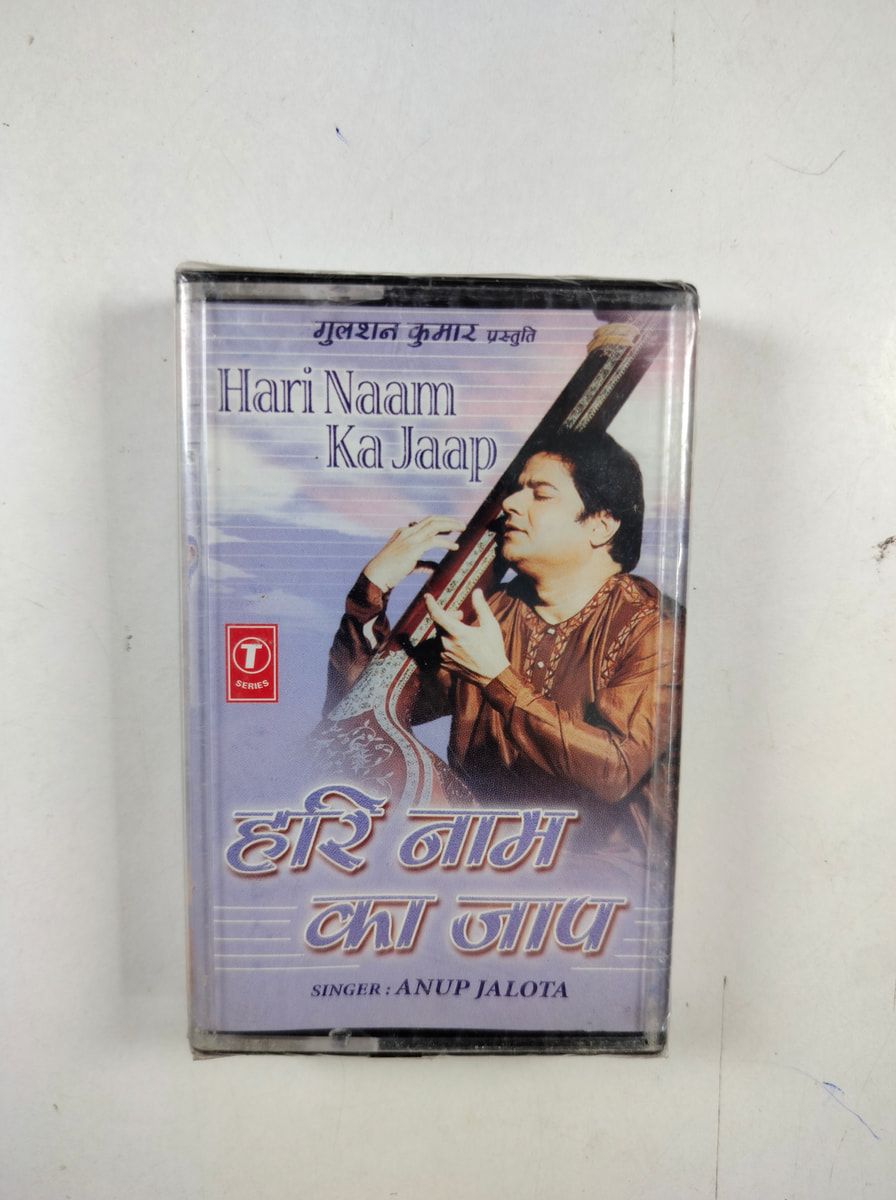 गुलशन कुमार प्रस्तुति
Hari Naam
Ka Jaap
T
SERIES
हरि नाम
का जाप
SINGER : ANUP JALOTA